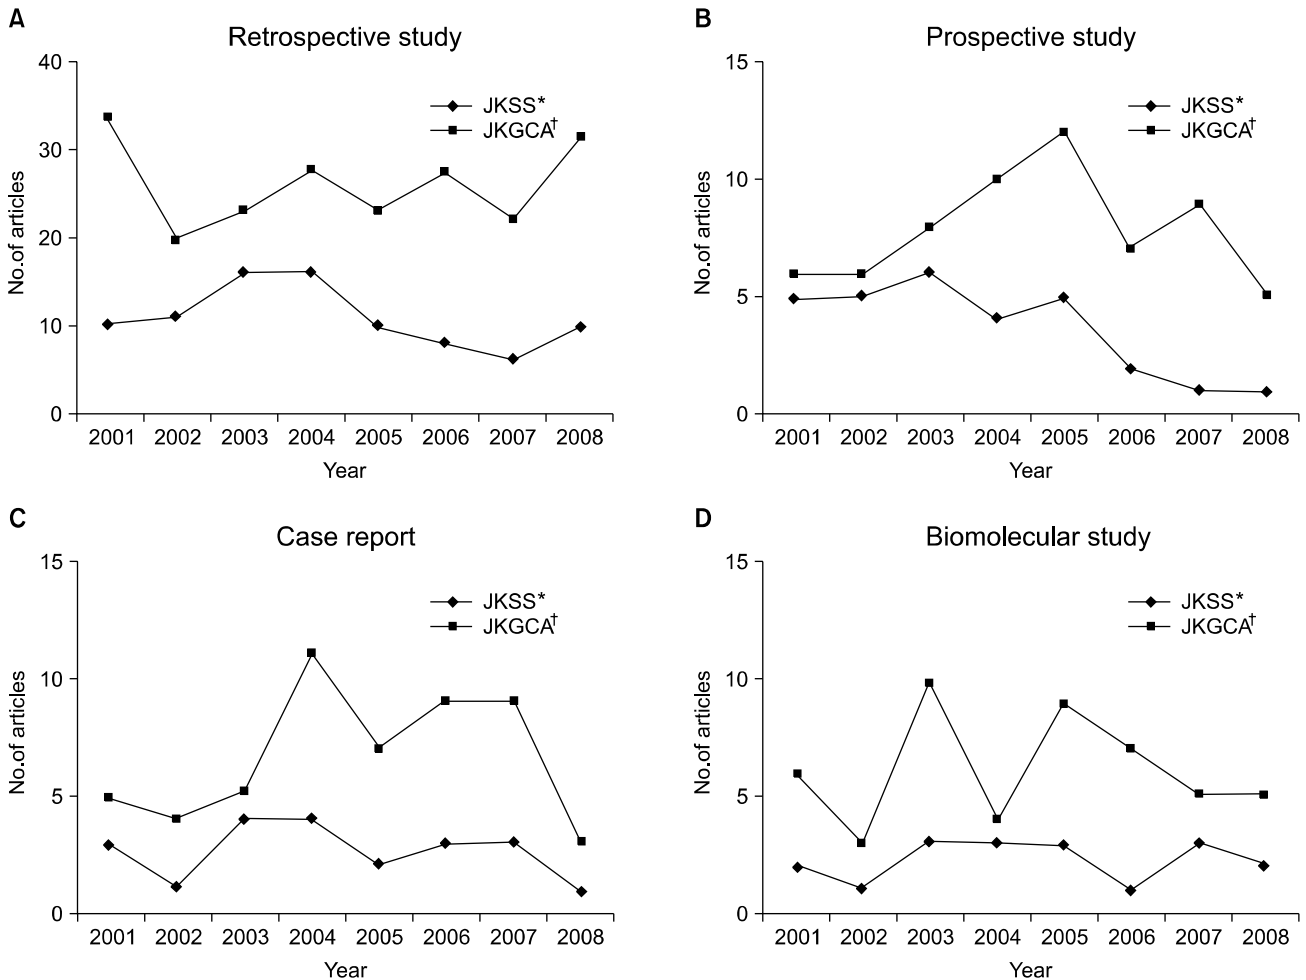 A
Retrospective study
40
30
20
10
0
No.of articles
JKSS*
JKGCA†
2001 2002 2003 2004 2005 2006 2007 2008
Year
B
Prospective study
15
10
5
0
No.of articles
JKSS*
JKGCA†
2001 2002 2003 2004 2005 2006 2007 2008
Year
C
Case report
15
10
5
0
No.of articles
JKSS*
JKGCA†
2001 2002 2003 2004 2005 2006 2007 2008
Year
D
Biomolecular study
15
10
5
0
No.of articles
JKSS*
JKGCA†
2001 2002 2003 2004 2005 2006 2007 2008
Year